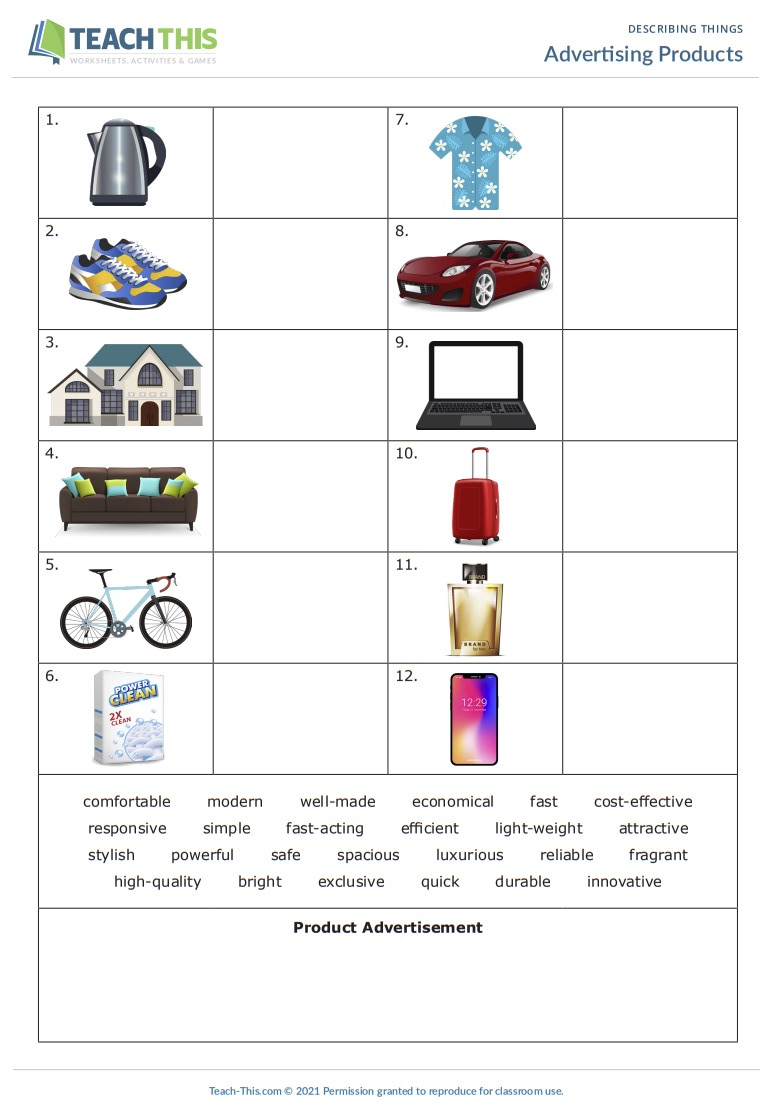 TEACH THIS
WORKSHEETS, ACTIVITIES & GAMES
DESCRIBING THINGS
Advertising Products
1.
7.
2.
8.
3.
9.
4.
10.
5.
11.
BRAND
BRAND
6.
POWER
CLEAN
2X
CLEAN
12.
12:29
comfortable modern well-made economical fast cost-effective
responsive simple fast-acting efficient light-weight attractive
stylish powerful safe spacious luxurious reliable fragrant
high-quality bright exclusive quick durable innovative
Product Advertisement
Teach-This.com © 2021 Permission granted to reproduce for classroom use.